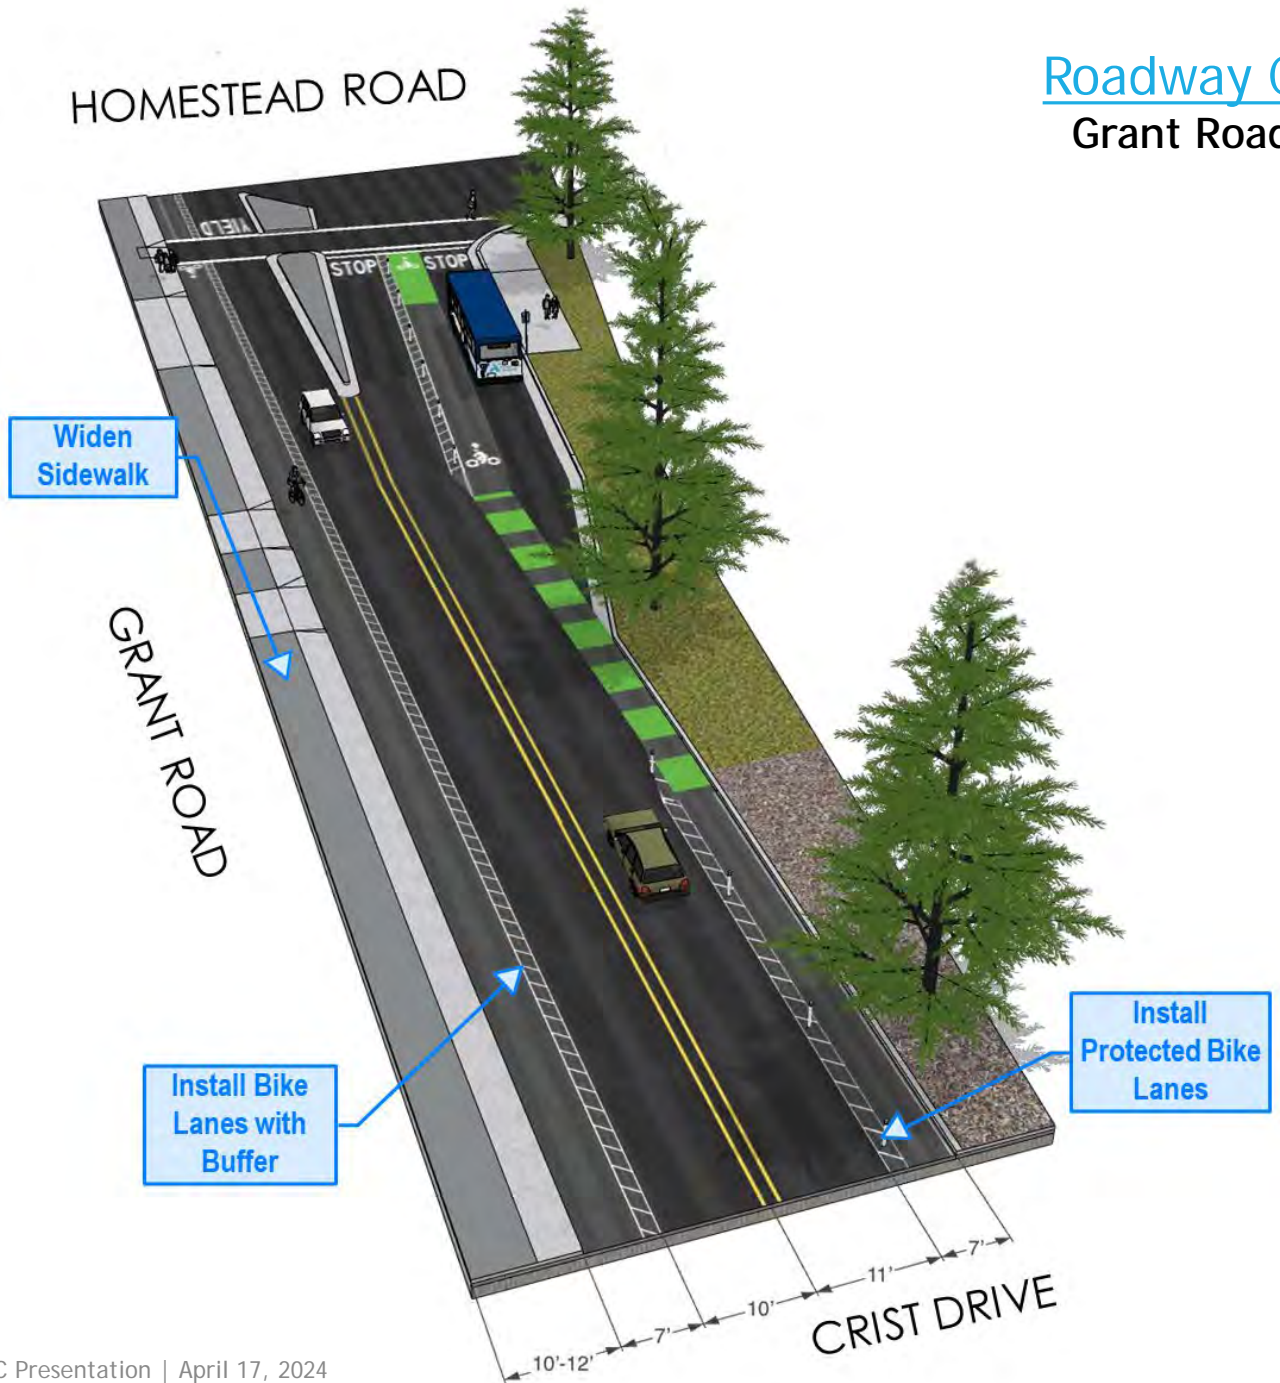 HOMESTEAD ROAD
Roadway
Grant Road
YIELD
STOP
STOP
Widen
Sidewalk
GRANT ROAD
Install Bike
Lanes with
Buffer
Install
Protected Bike
Lanes
10'-12'
7'
10'
11'
7'
CRIST DRIVE
C Presentation | April 17, 2024